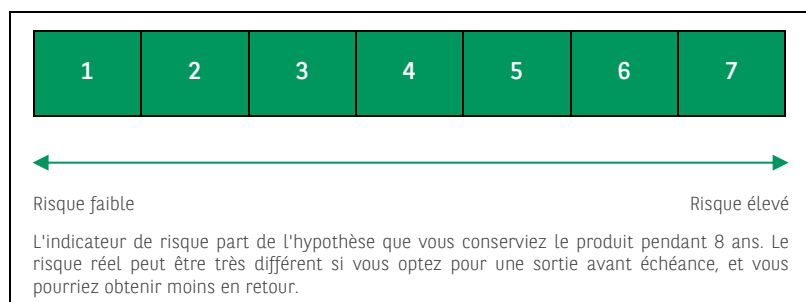 1 2 3 4 5 6 7
Risque faible Risque élevé
L'indicateur de risque part de l'hypothèse que vous conserviez le produit pendant 8 ans. Le
risque réel peut être très différent si vous optez pour une sortie avant échéance, et vous
pourriez obtenir moins en retour.